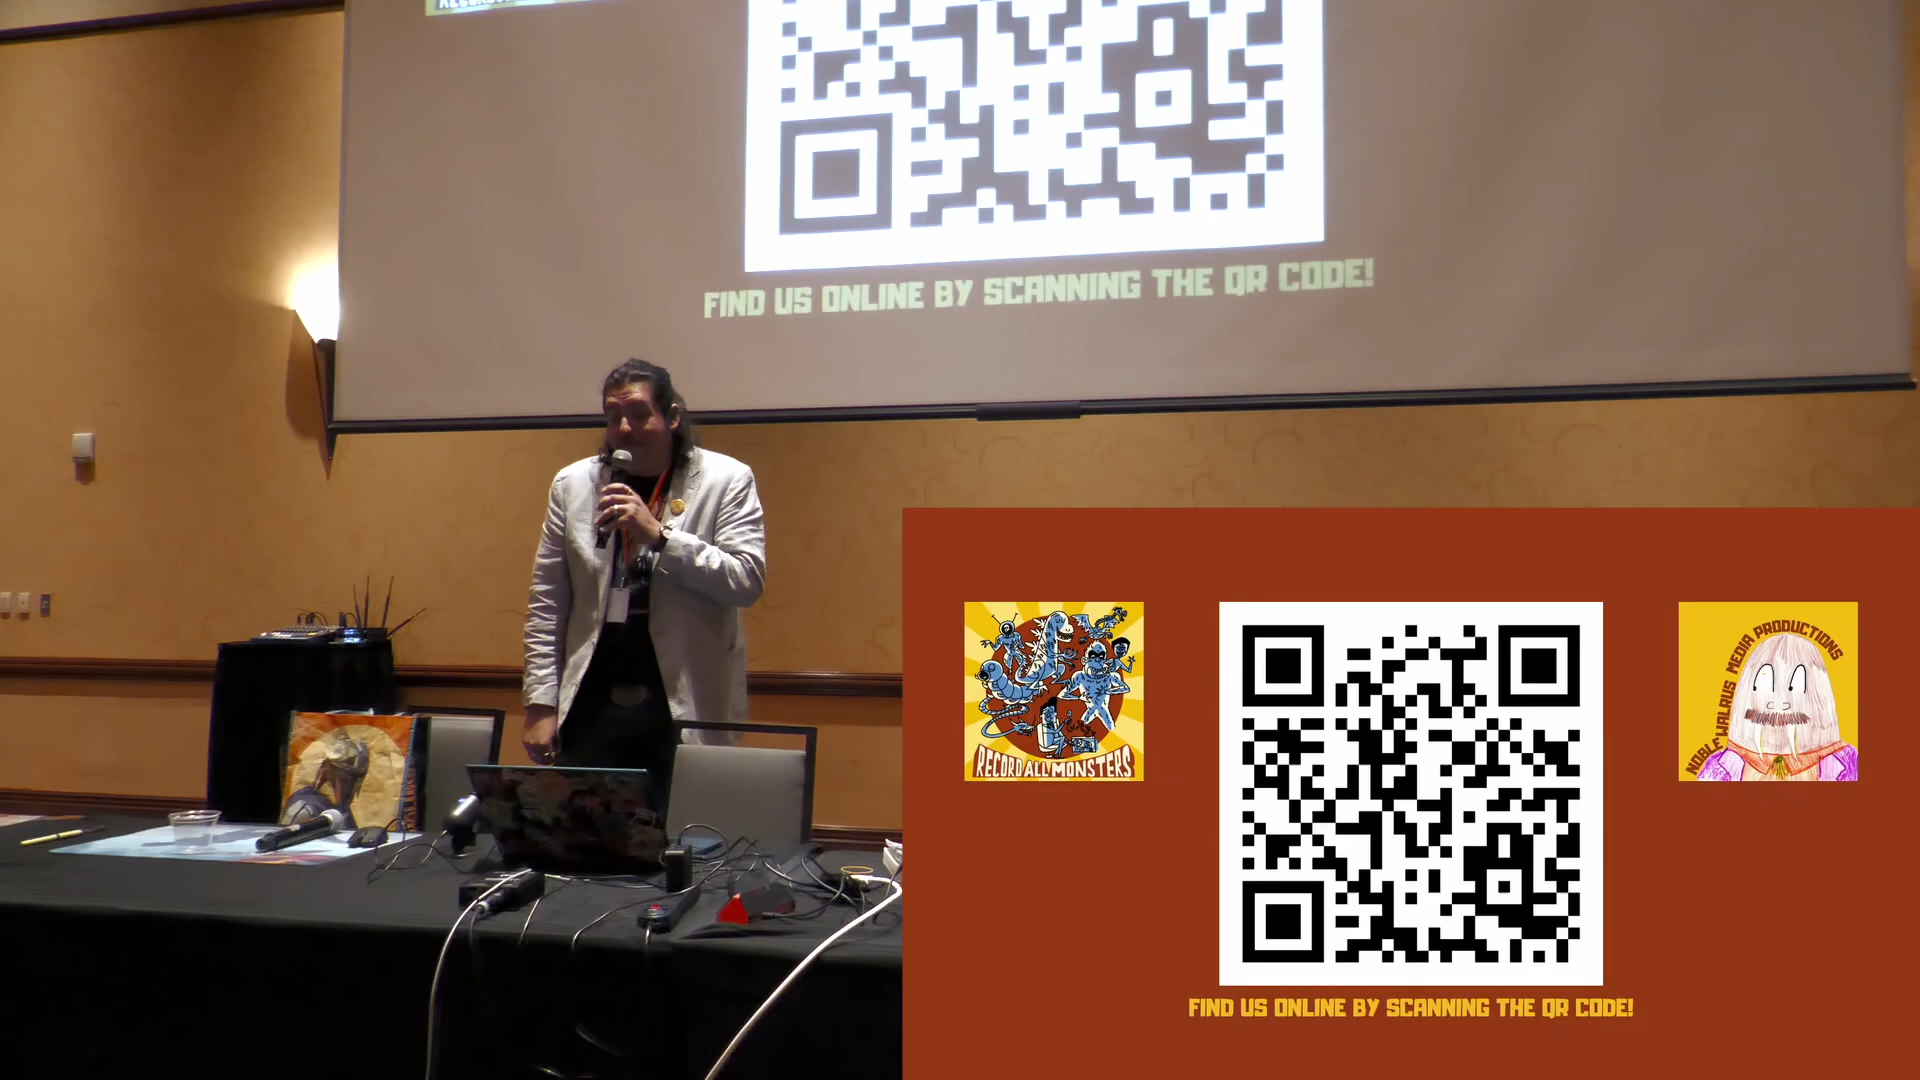 FIND US ONLINE BY SCANNING THE QR CODE!
RECORD ALL MONSTERS
NOBLE WALRUS MEDIA PRODUCTIONS
FIND US ONLINE BY SCANNING THE QR CODE!